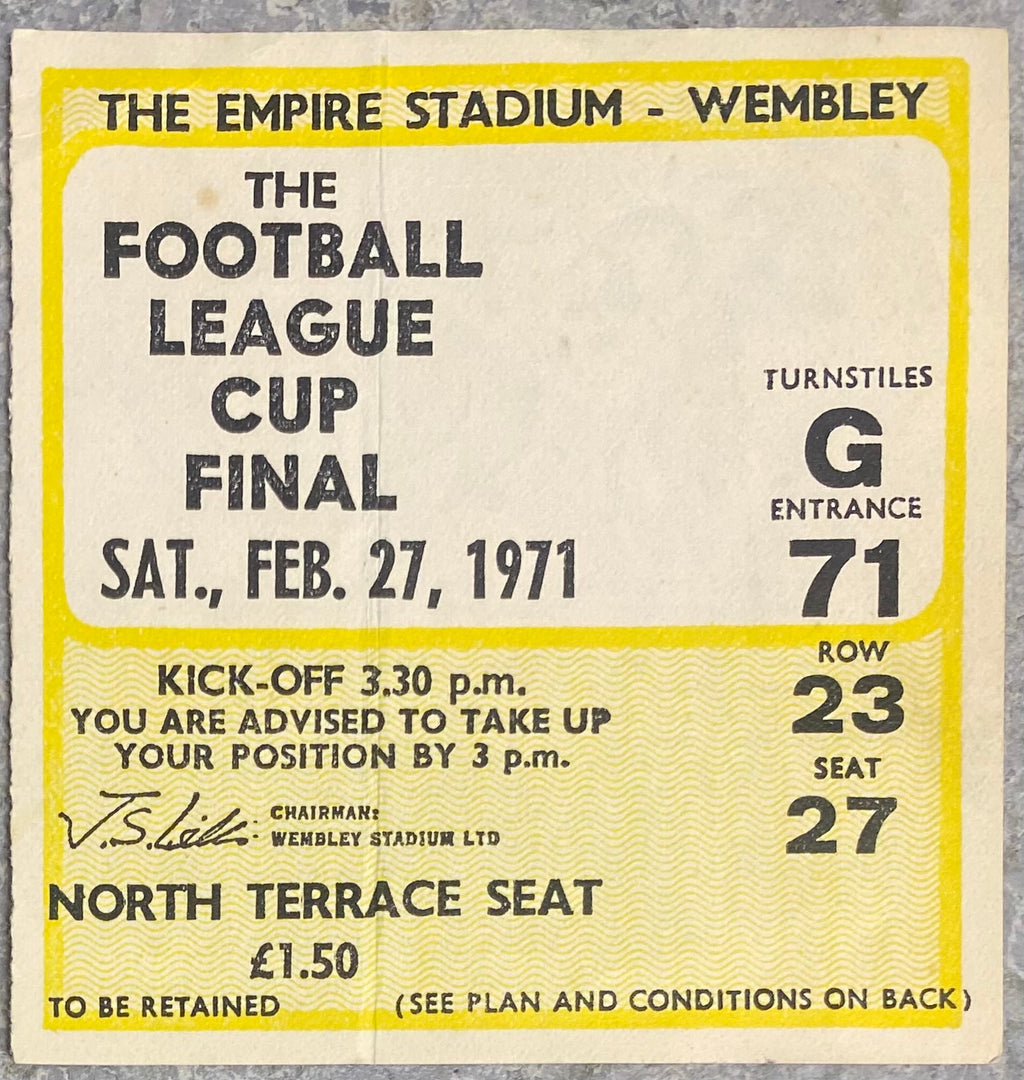 THE EMPIRE STADIUM - WEMBLEY
THE
FOOTBALL
LEAGUE
CUP
FINAL
SAT., FEB. 27, 1971
TURNSTILES
G
ENTRANCE
71
ROW
23
SEAT
27
KICK-OFF 3.30 p.m.
YOU ARE ADVISED TO TAKE UP
YOUR POSITION BY 3 p.m.
CHAIRMAN:
WEMBLEY STADIUM LTD
NORTH TERRACE SEAT
£1.50
TO BE RETAINED
(SEE PLAN AND CONDITIONS ON BACK)